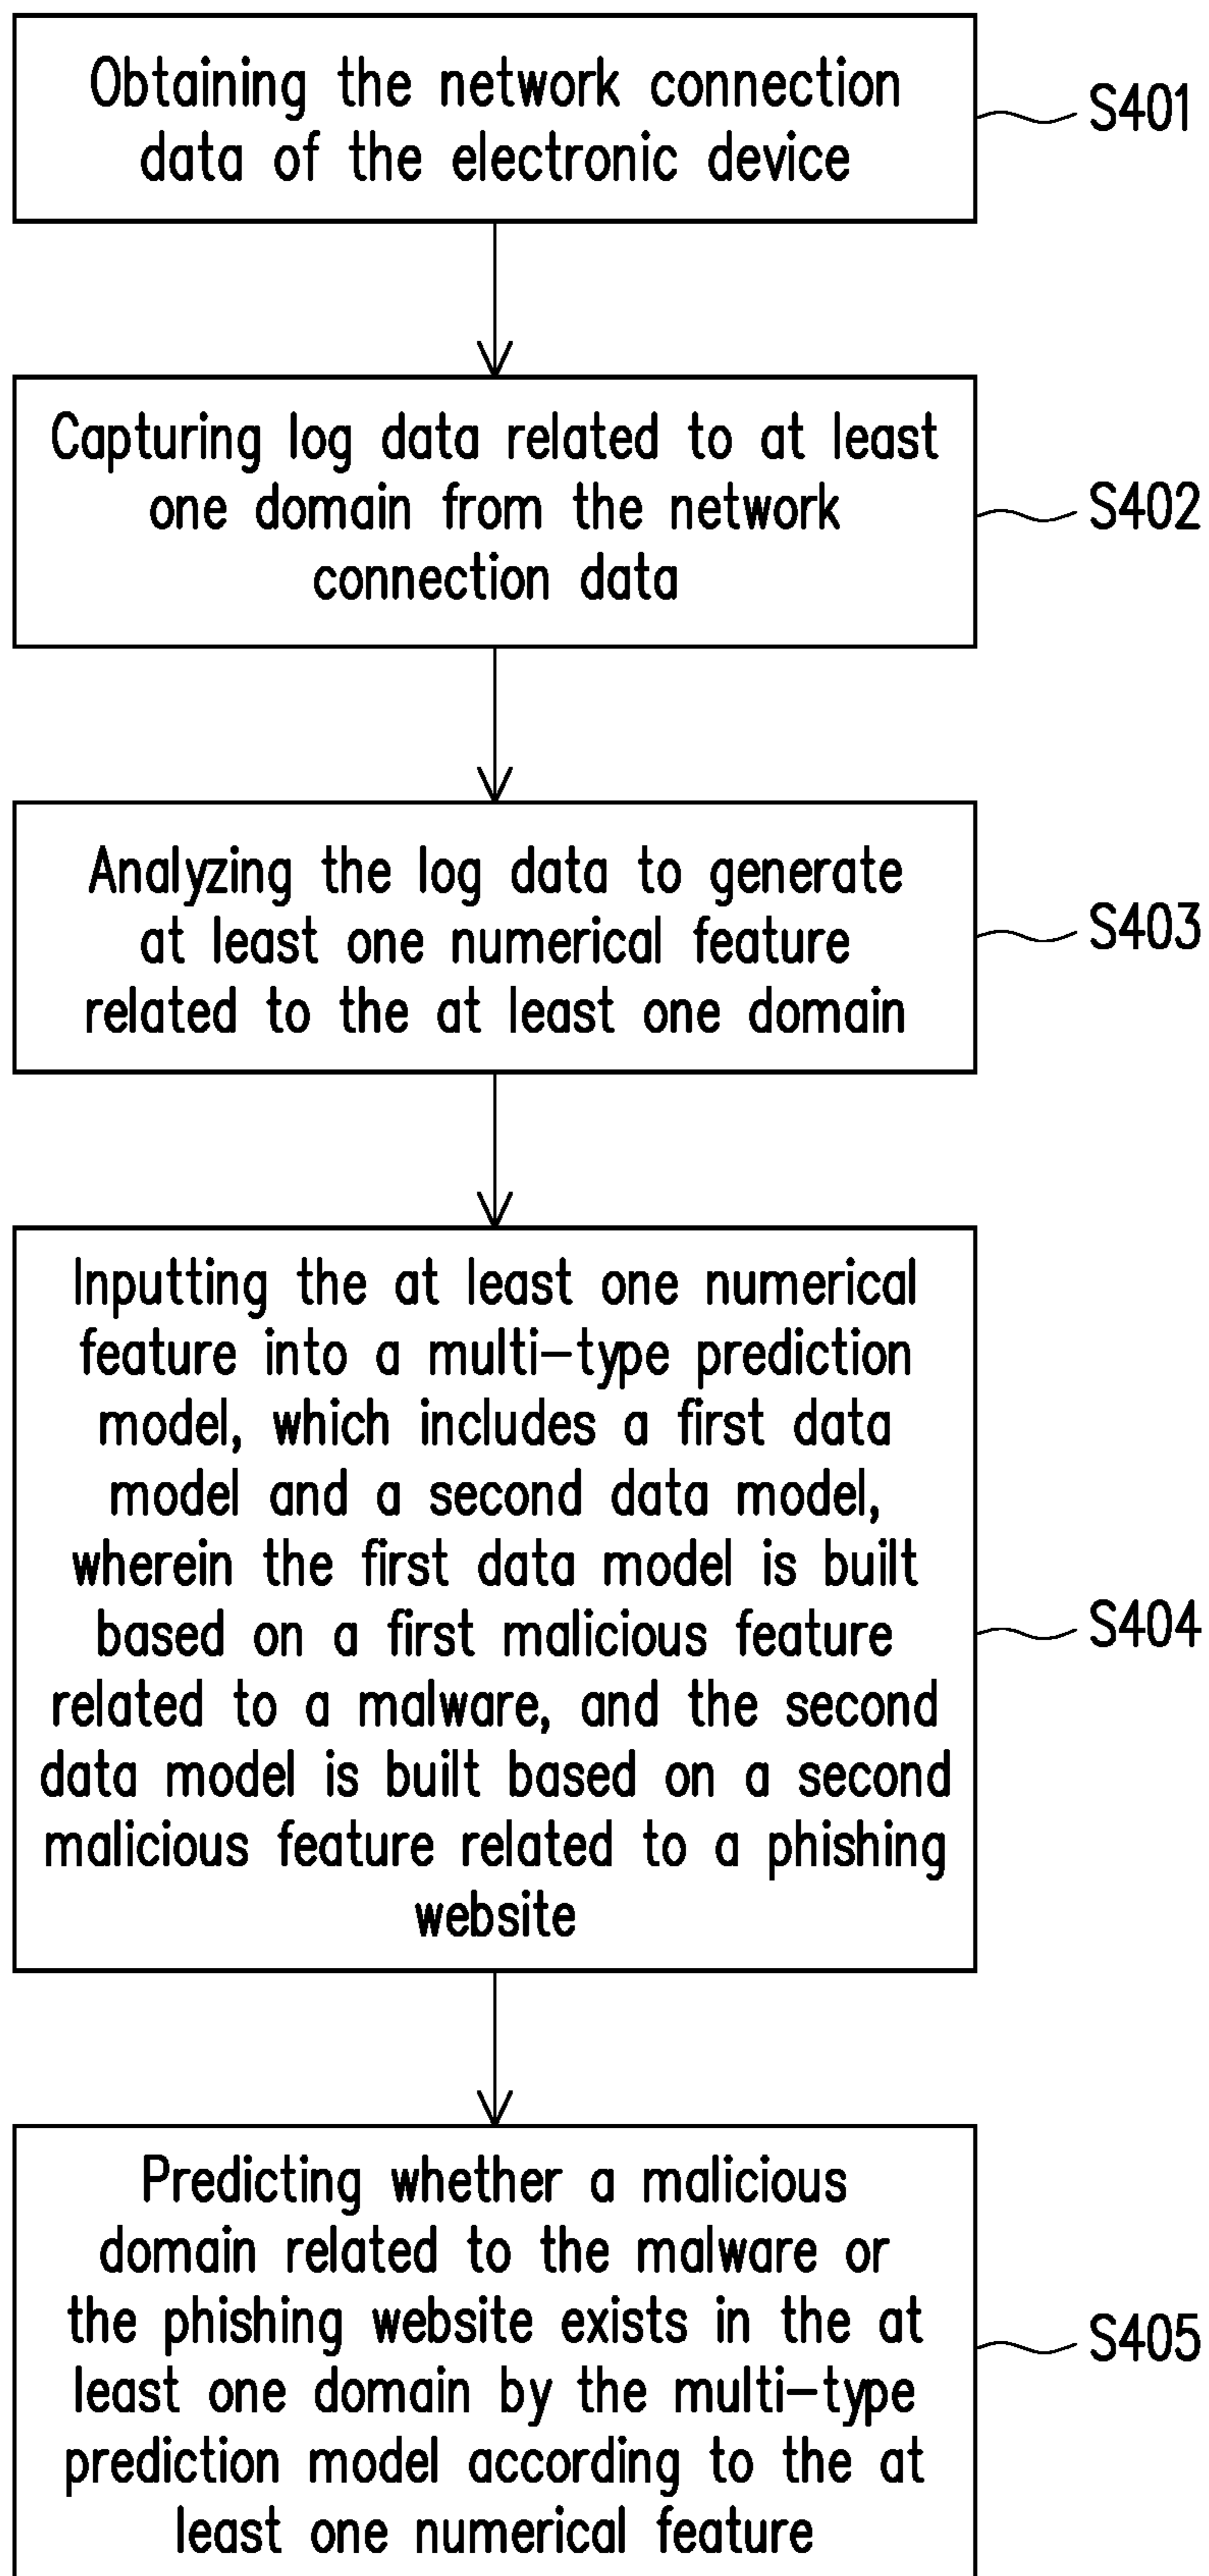 Obtaining the network connection
data of the electronic device
S401
Capturing log data related to at least
one domain from the network
connection data
S402
Analyzing the log data to generate
at least one numerical feature
related to the at least one domain
S403
Inputting the at least one numerical
feature into a multi-type prediction
model, which includes a first data
model and a second data model,
wherein the first data model is built
based on a first malicious feature
related to a malware, and the second
data model is built based on a second
malicious feature related to a phishing
website
S404
Predicting whether a malicious
domain related to the malware or
the phishing website exists in the at
least one domain by the multi-type
prediction model according to the at
least one numerical feature
S405